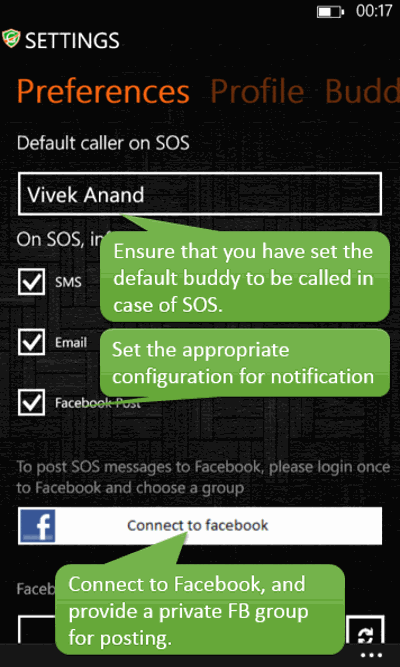 00:17
SETTINGS
Preferences Profile Budd
Default caller on SOS
Vivek Anand
On SOS, in
Ensure that you have set the
default buddy to be called in
case of SOS.
SMS
Email
Set the appropriate
configuration for notification
Facebook Post
To post SOS messages to Facebook, please login once
to Facebook and choose a group
f
Connect to facebook
Faceb
Connect to Facebook, and
provide a private FB group
for posting.